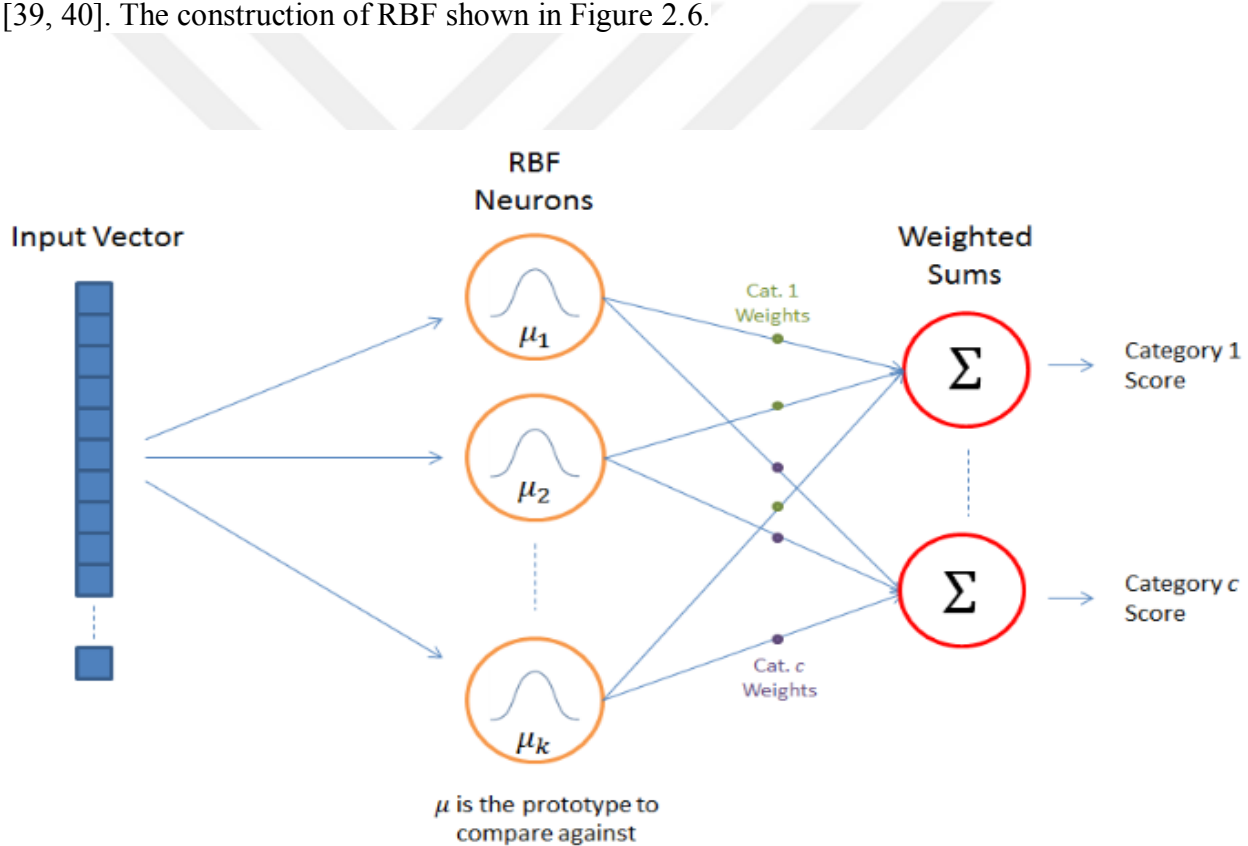 [39, 40]. The construction of RBF shown in Figure 2.6.
RBF
Neurons
Input Vector
Weighted
Sums
Cat. 1
Weights
μ1
Σ
Category 1
Score
μ2
Σ
Category c
Score
Cat. c
Weights
μk
μ is the prototype to
compare against